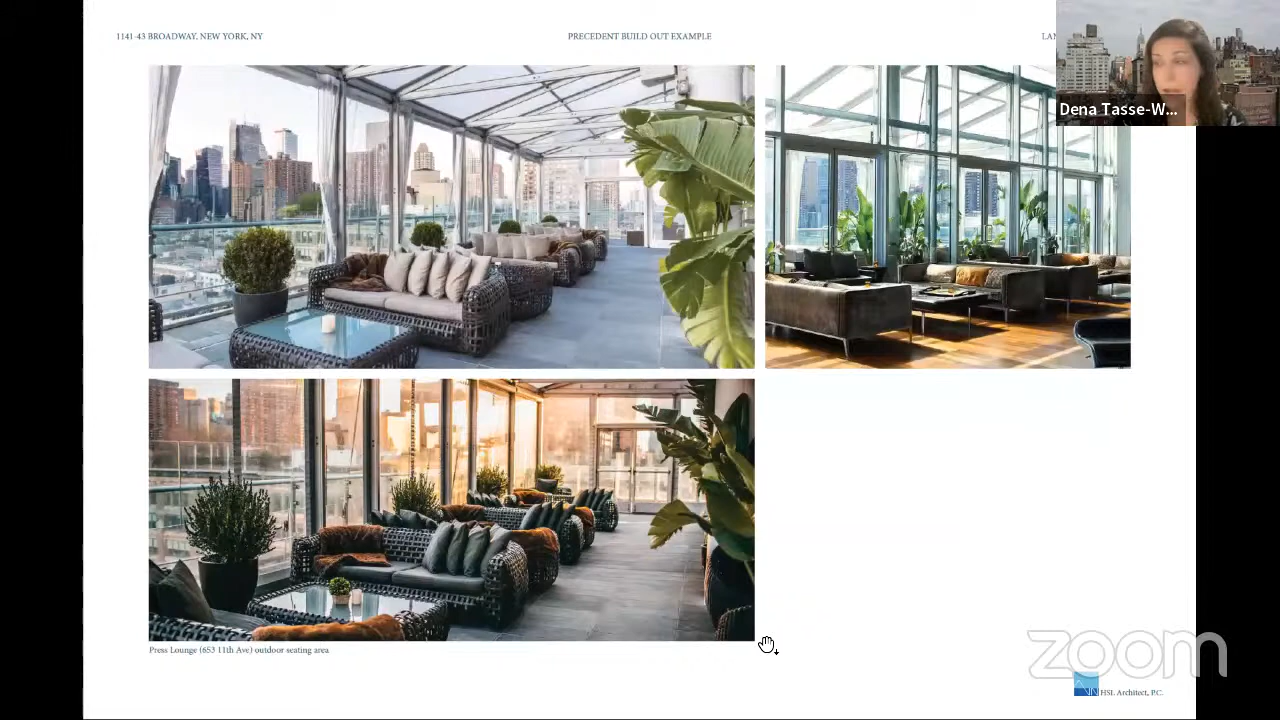 1141-43 BROADWAY, NEW YORK, NY
PRECEDENT BUILD OUT EXAMPLE
Dena Tasse-W...
Press Lounge (653 11th Ave) outdoor seating area
zoom
HSL Architect, P.C.